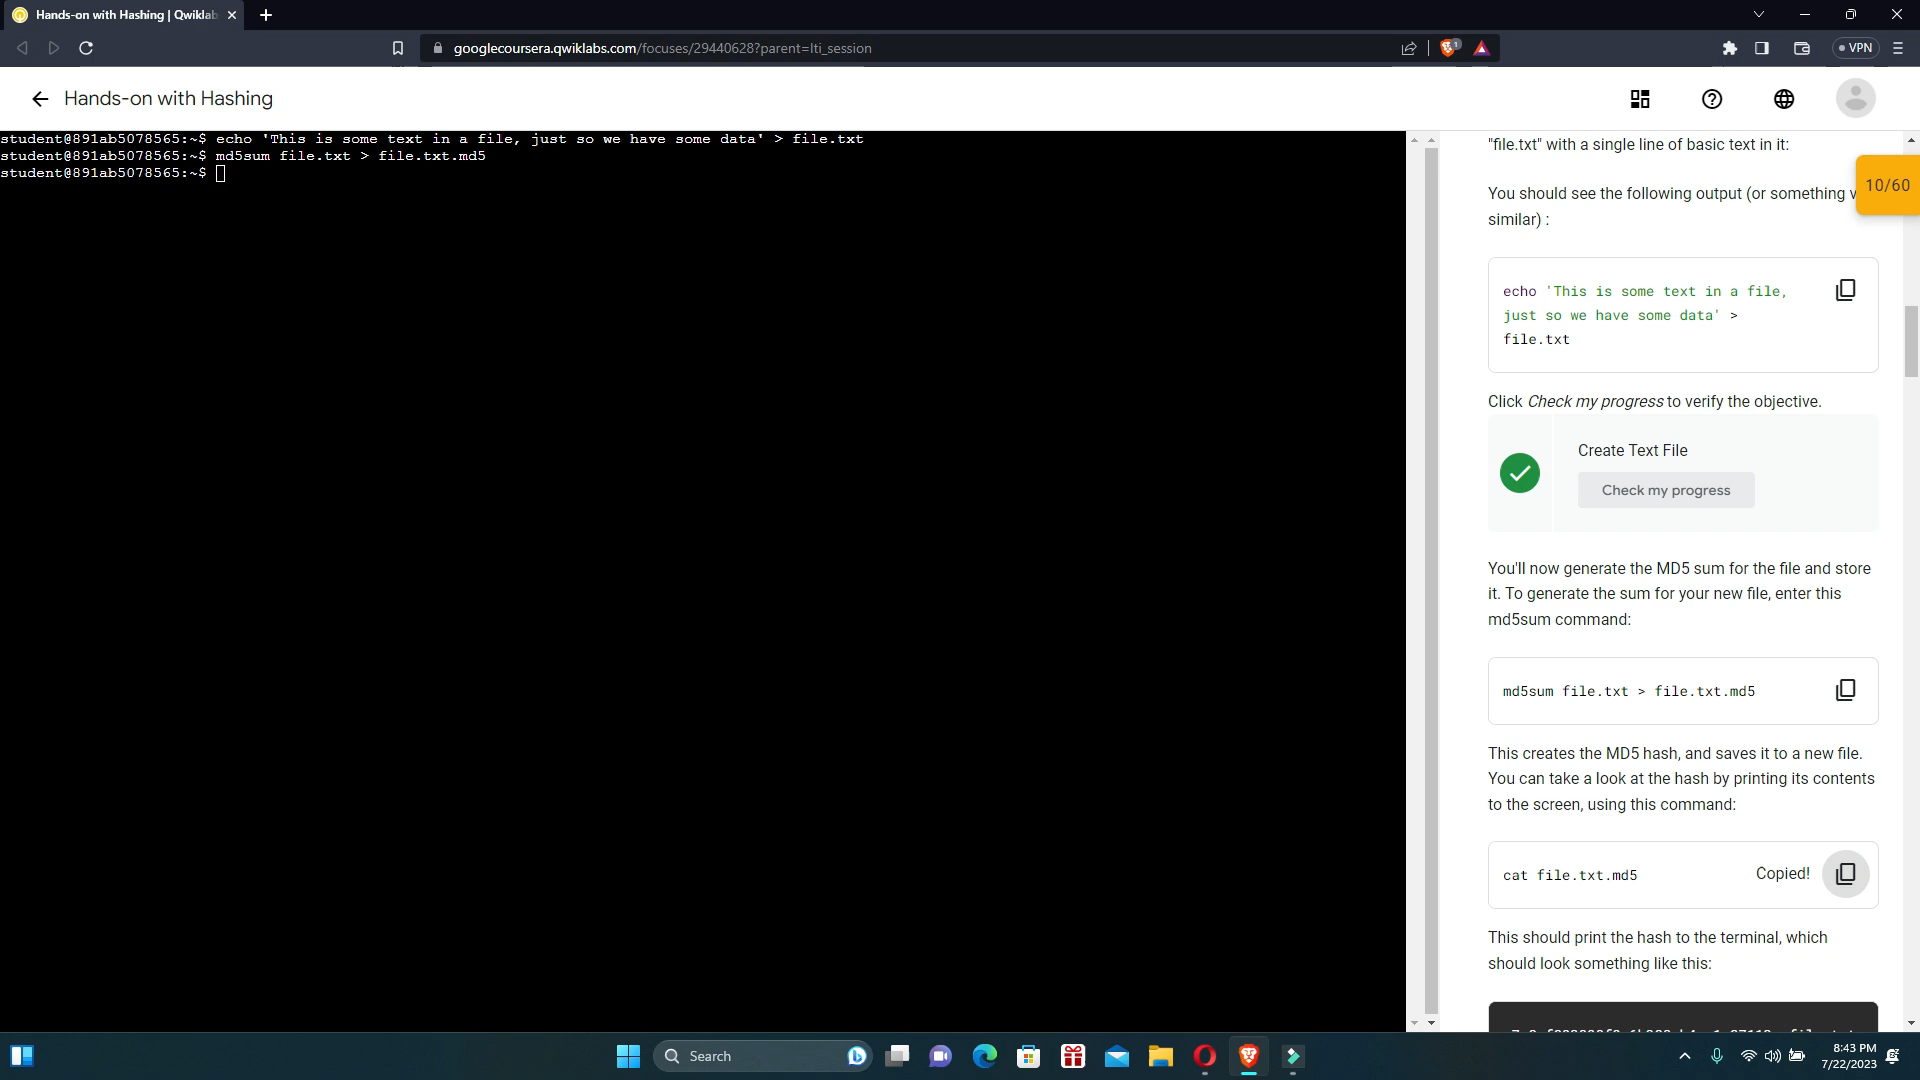 Hands-on with Hashing | Qwiklab
googlecoursera.qwiklabs.com/focuses/29440628?parent=lti_session
1
VPN
Hands-on with Hashing
student@891ab5078565:~$ echo 'This is some text in a file, just so we have some data' > file.txt
student@891ab5078565:~$ md5sum file.txt > file.txt.md5
student@891ab5078565:~$
"file.txt" with a single line of basic text in it:
10/60
You should see the following output (or something
similar) :
echo 'This is some text in a file,
just so we have some data' >
file.txt
Click Check my progress to verify the objective.
Create Text File
Check my progress
You'll now generate the MD5 sum for the file and store
it. To generate the sum for your new file, enter this
md5sum command:
md5sum file.txt > file.txt.md5
This creates the MD5 hash, and saves it to a new file.
You can take a look at the hash by printing its contents
to the screen, using this command:
cat file.txt.md5
Copied!
This should print the hash to the terminal, which
should look something like this:
Search
8:43 PM
7/22/2023